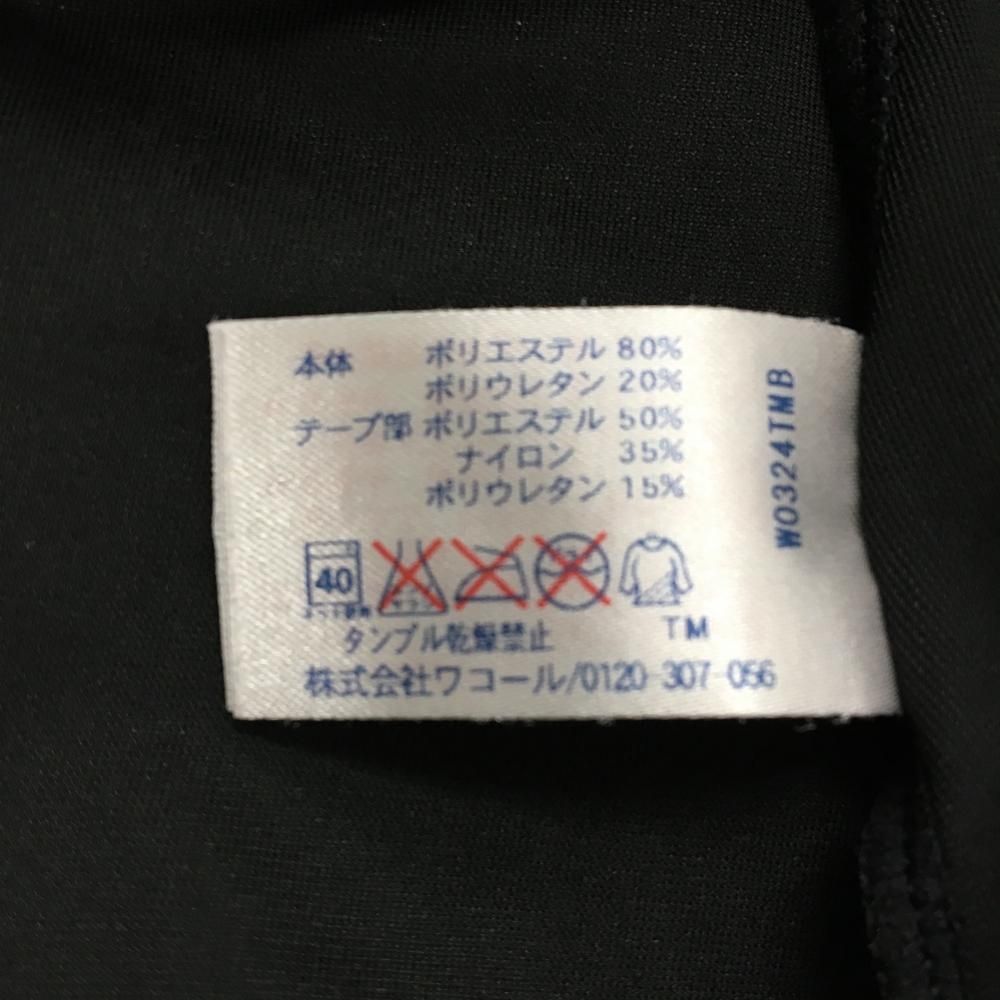 本体 ポリエステル 80%
ポリウレタン 20%
テープ部 ポリエステル 50%
ナイロン 35%
ポリウレタン 15%
40
タンブル乾燥禁止
TM
株式会社ワコール/0120-307-056
W0324TMB